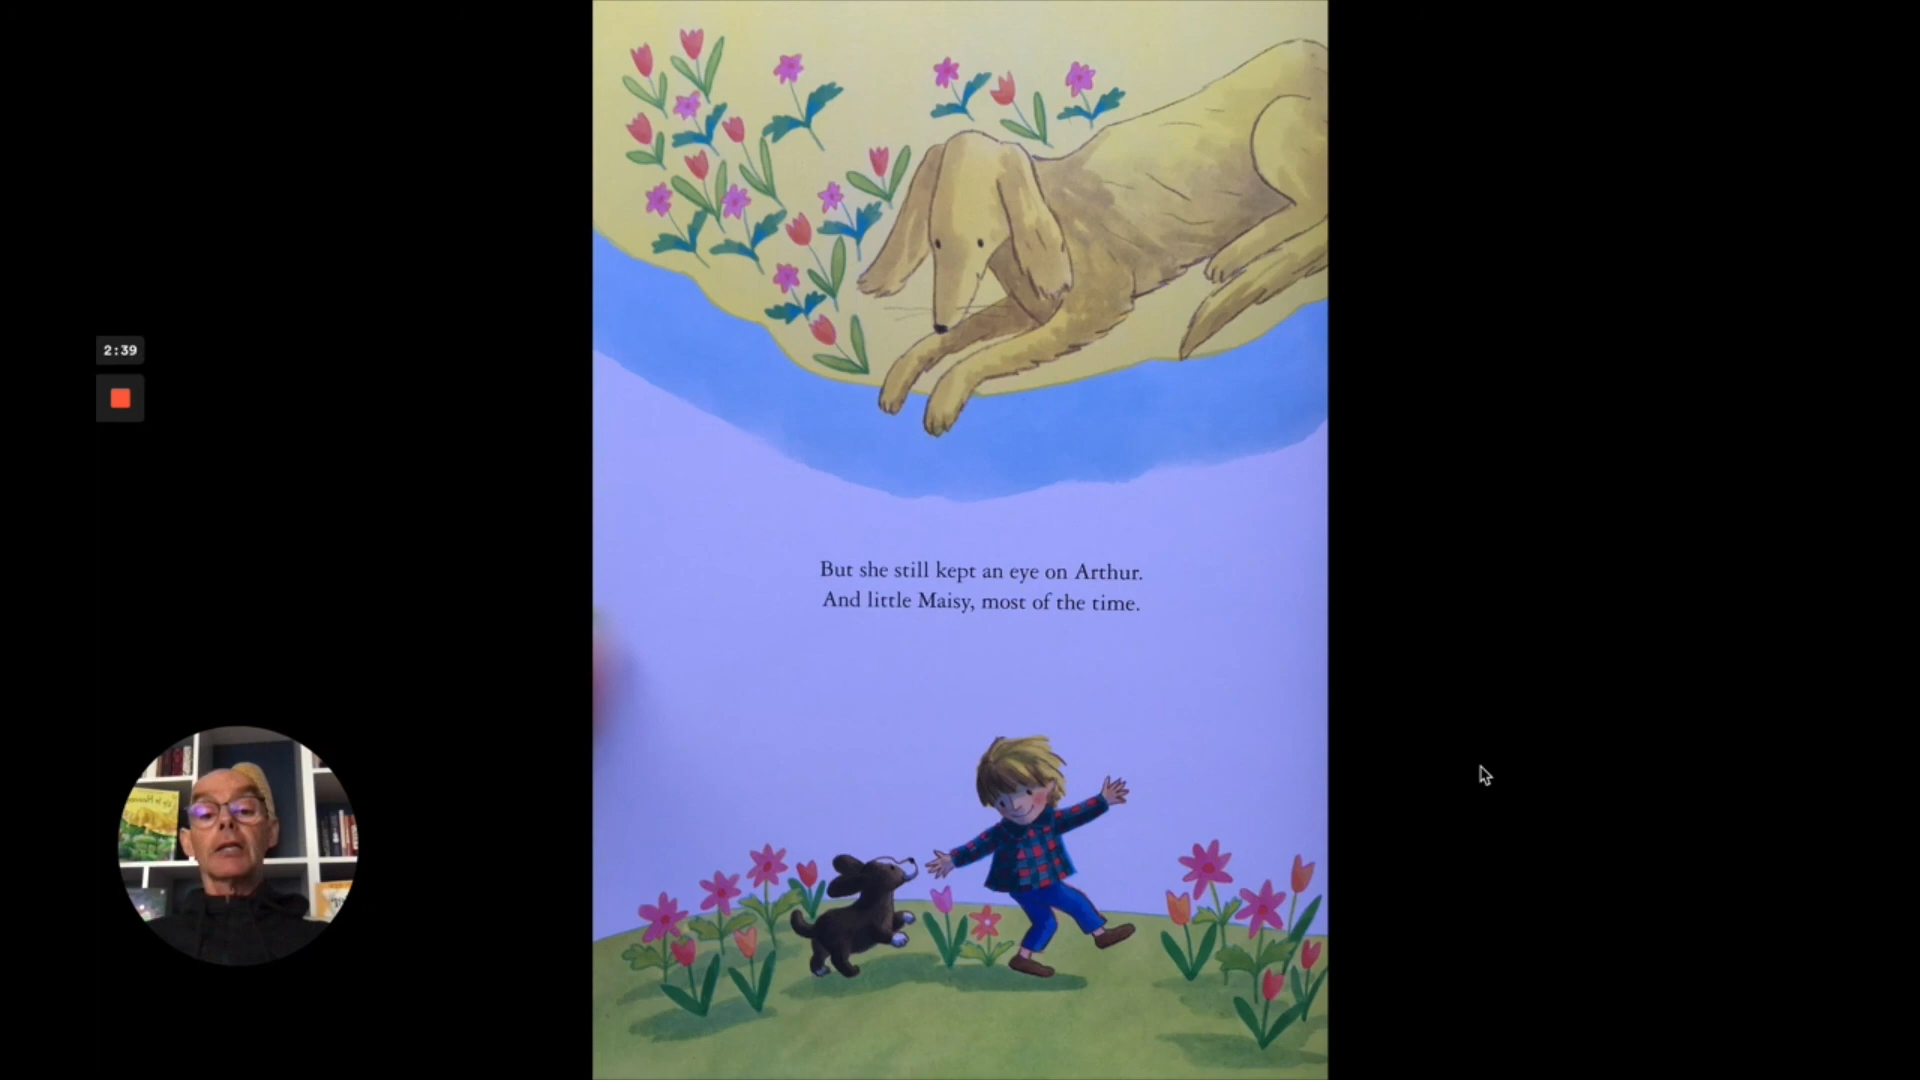 2:39
But she still kept an eye on Arthur.
And little Maisy, most of the time.